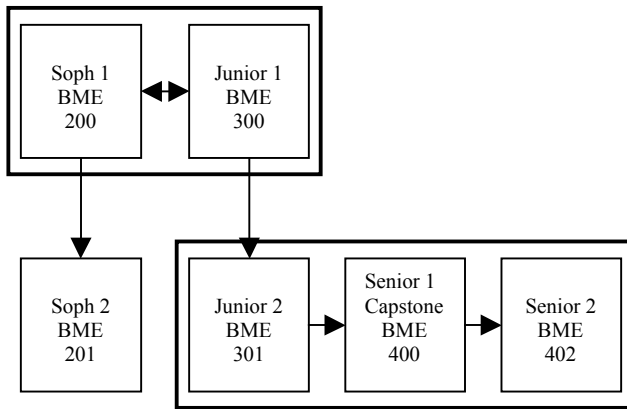 Soph 1
BME
200
Junior 1
BME
300
Soph 2
BME
201
Junior 2
BME
301
Senior 1
Capstone
BME
400
Senior 2
BME
402